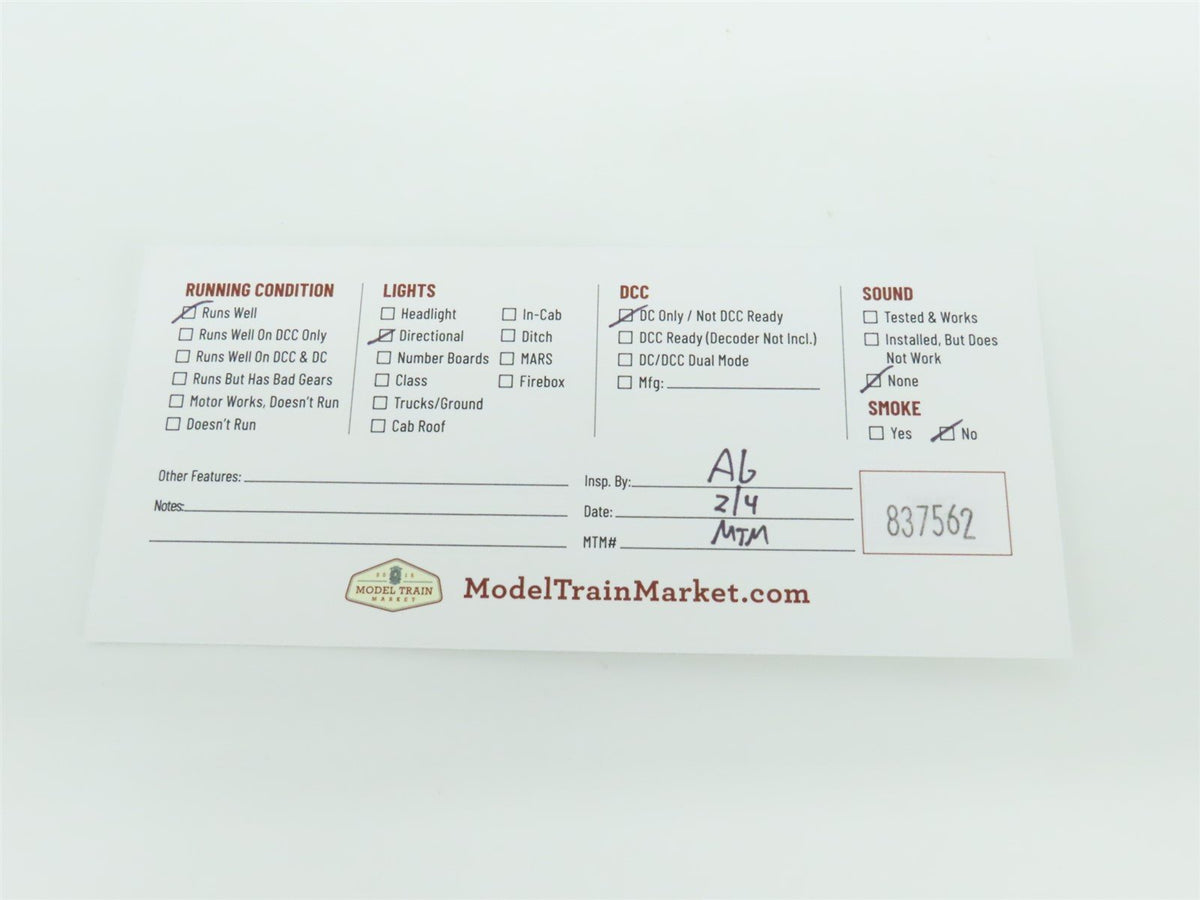 RUNNING CONDITION
Runs Well
Runs Well On DCC Only
Runs Well On DCC & DC
Runs But Has Bad Gears
Motor Works, Doesn't Run
Doesn't Run
LIGHTS
Headlight
Directional
Number Boards
Class
Trucks/Ground
Cab Roof
In-Cab
Ditch
MARS
Firebox
DCC
DC Only / Not DCC Ready
DCC Ready (Decoder Not Incl.)
DC/DCC Dual Mode
Mfg:
SOUND
Tested & Works
Installed, But Does
Not Work
None
SMOKE
Yes No
Other Features:
Notes:
Insp. By: AG
Date: 2/4
MTM# MTM
837562
MODEL TRAIN
MARKET
ModelTrainMarket.com